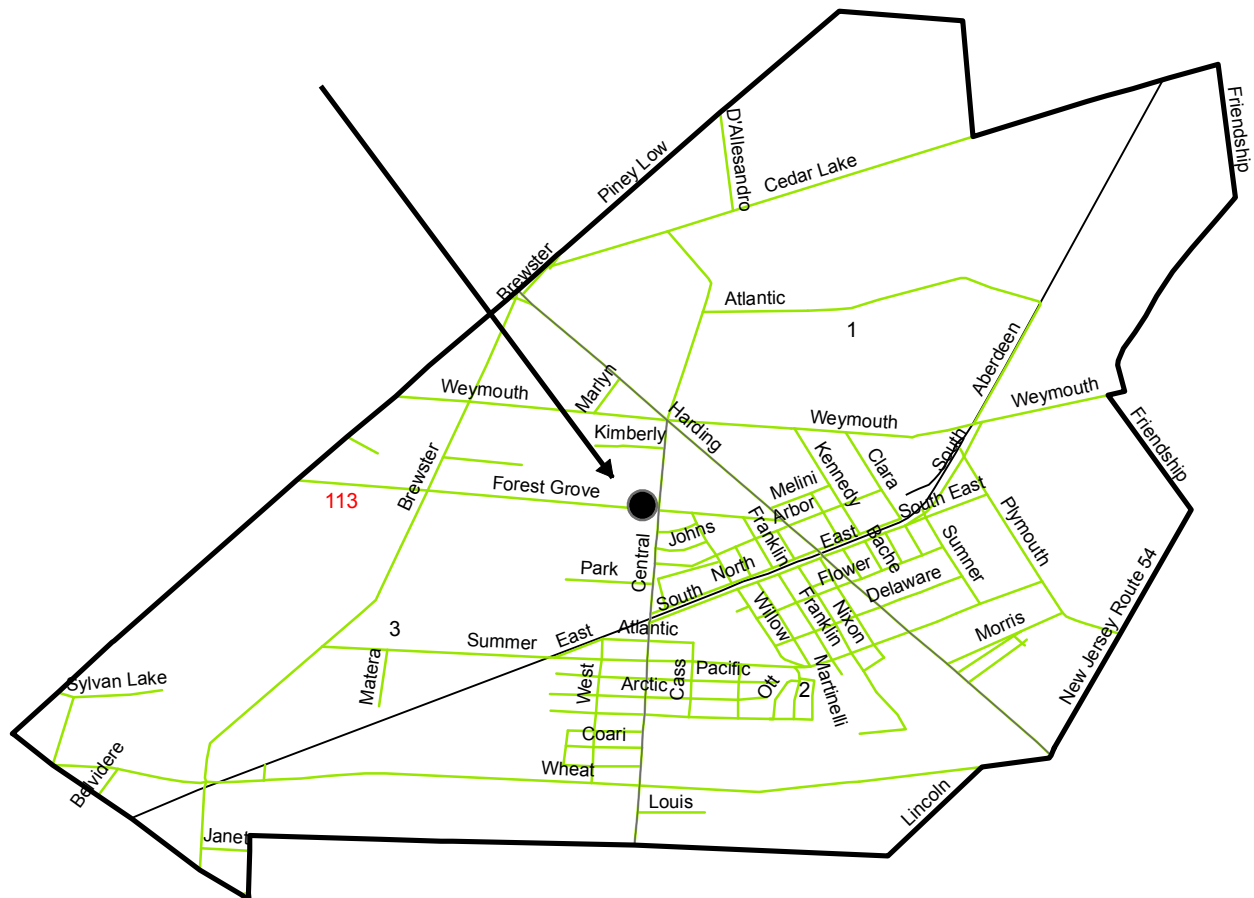 Friendship
D'Allesandro
Piney Low
Cedar Lake
Brewster
Atlantic
1
Aberdeen
Marlyn
Weymouth
Weymouth
Weymouth
Harding
Friendship
Kimberly
Kennedy
Clara
South
Brewster
113
Forest Grove
Melini
Arbor
South East
Plymouth
Johns
Franklin
East
Bache
Sumner
Central
Park
North
South
Flower
Delaware
Willow
Franklin
Nixon
New Jersey Route 54
3
Summer
East
Atlantic
Morris
Matera
West
Arctic
Cass
Pacific
Ott
2
Martinelli
Sylvan Lake
Coari
Belvidere
Wheat
Louis
Lincoln
Janet